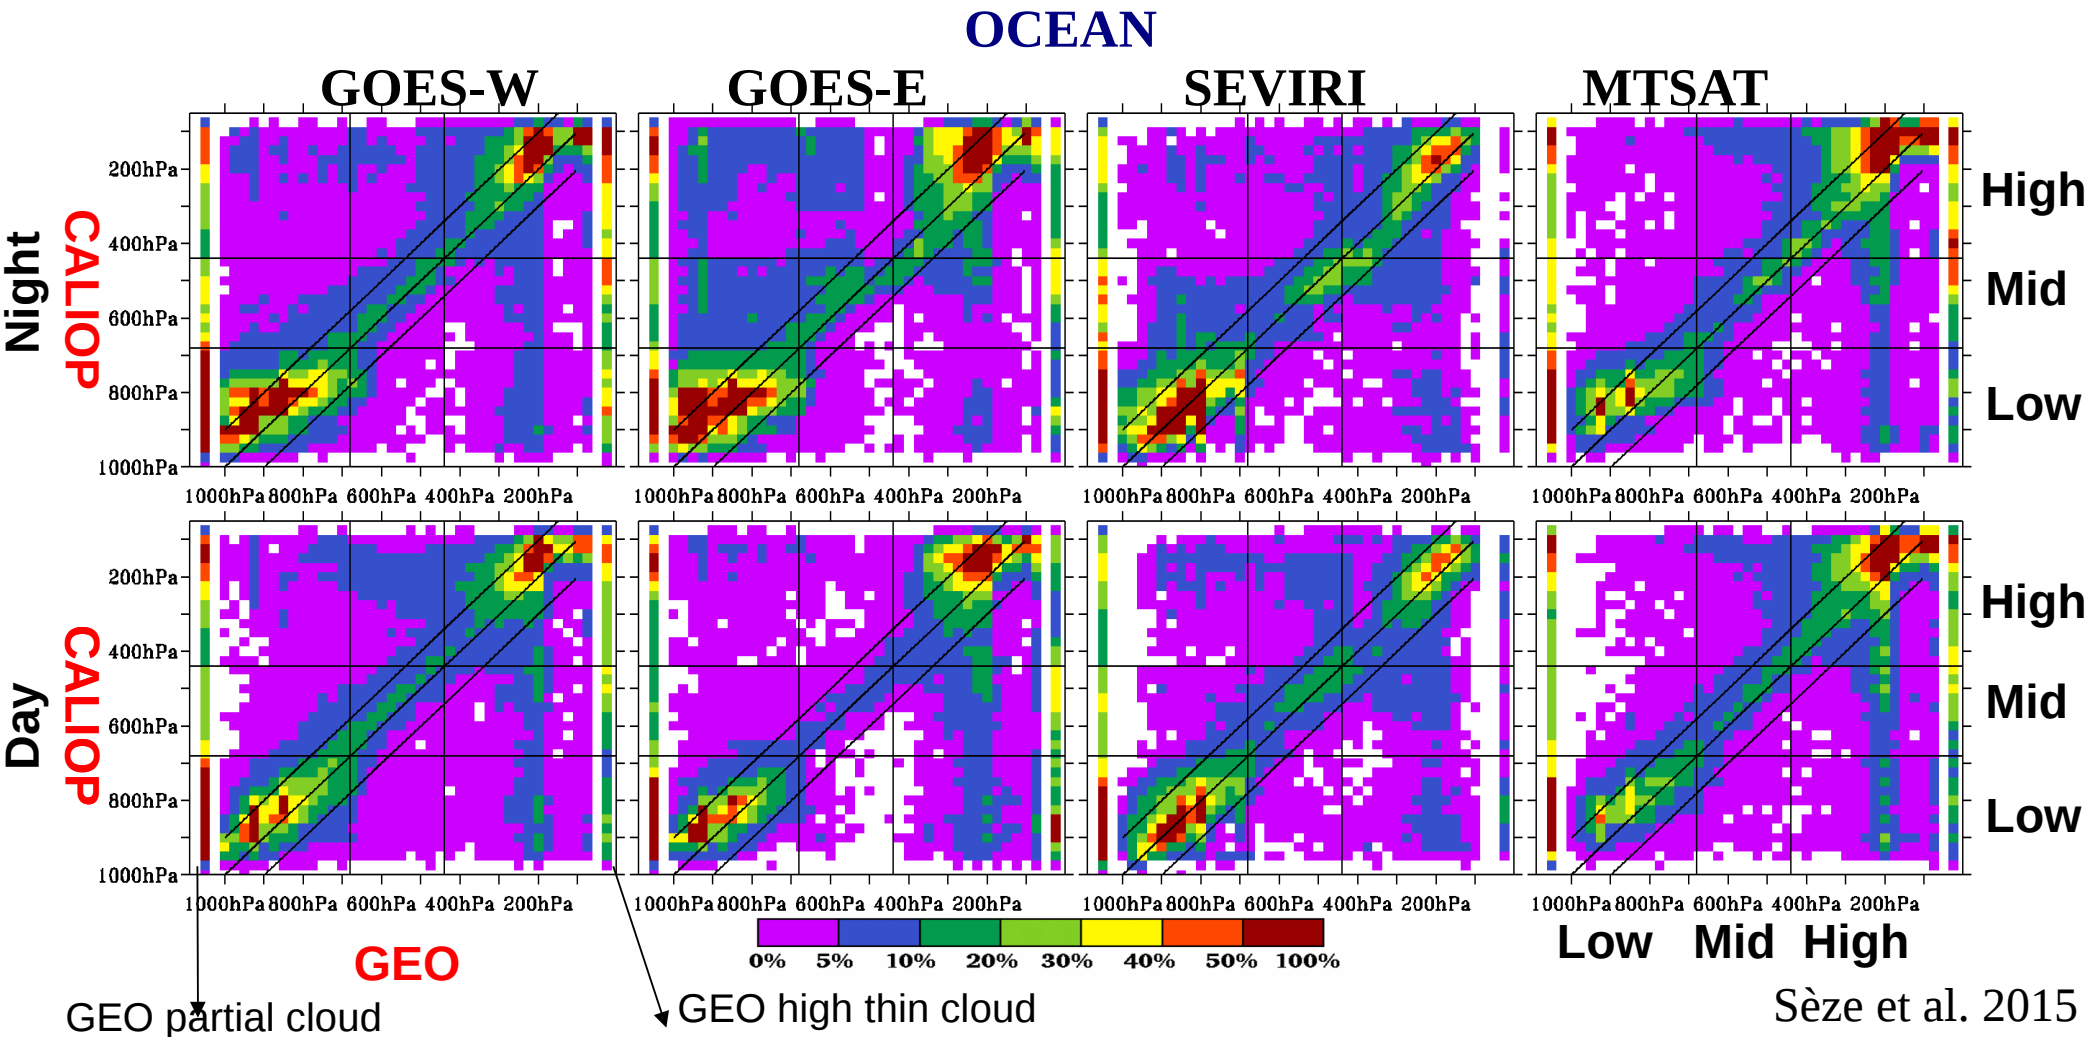 OCEAN
GOES-W GOES-E SEVIRI MTSAT
Night
CALIOP
200hPa
400hPa
600hPa
800hPa
1000hPa
High
Mid
Low
1000hPa 800hPa 600hPa 400hPa 200hPa
1000hPa 800hPa 600hPa 400hPa 200hPa
1000hPa 800hPa 600hPa 400hPa 200hPa
1000hPa 800hPa 600hPa 400hPa 200hPa
Day
CALIOP
200hPa
400hPa
600hPa
800hPa
1000hPa
High
Mid
Low
1000hPa 800hPa 600hPa 400hPa 200hPa
1000hPa 800hPa 600hPa 400hPa 200hPa
1000hPa 800hPa 600hPa 400hPa 200hPa
1000hPa 800hPa 600hPa 400hPa 200hPa
Low Mid High
GEO
0% 5% 10% 20% 30% 40% 50% 100%
GEO partial cloud
GEO high thin cloud
Sèze et al. 2015